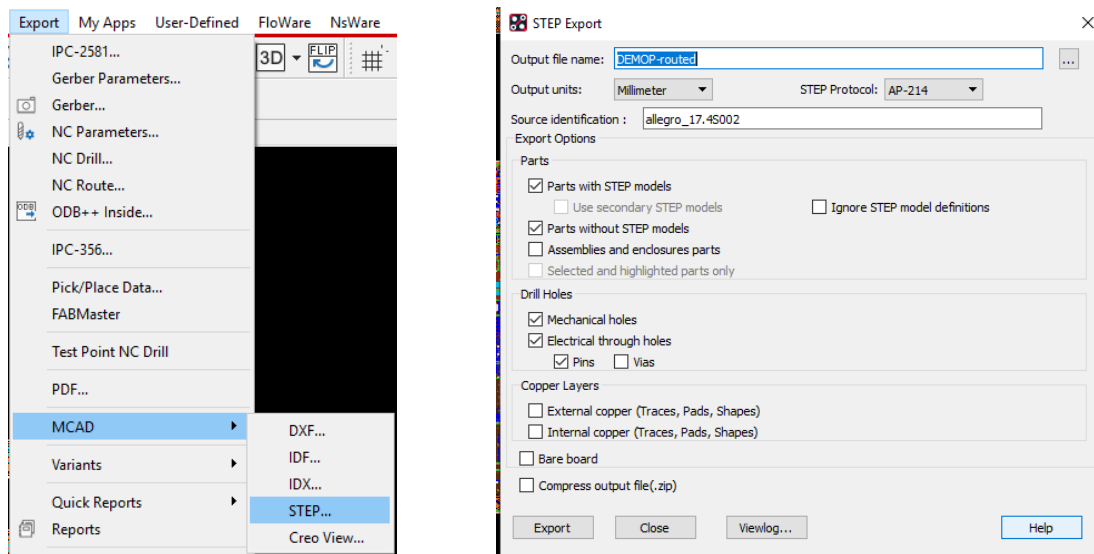 Export My Apps User-Defined FloWare NsWare
IPC-2581...
3D FLIP
Gerber Parameters...
Gerber...
NC Parameters...
NC Drill...
NC Route...
ODB ODB++ Inside...
IPC-356...
Pick/Place Data...
FABMaster
Test Point NC Drill
PDF...
MCAD
Variants
Quick Reports
Reports
DXF...
IDF...
IDX...
STEP...
Creo View...
STEP Export
Output file name: DEMOP-routed ...
Output units: Millimeter STEP Protocol: AP-214
Source identification : allegro_17.4S002
Export Options
Parts
Parts with STEP models
Use secondary STEP models Ignore STEP model definitions
Parts without STEP models
Assemblies and enclosures parts
Selected and highlighted parts only
Drill Holes
Mechanical holes
Electrical through holes
Pins Vias
Copper Layers
External copper (Traces, Pads, Shapes)
Internal copper (Traces, Pads, Shapes)
Bare board
Compress output file(.zip)
Export Close Viewlog... Help